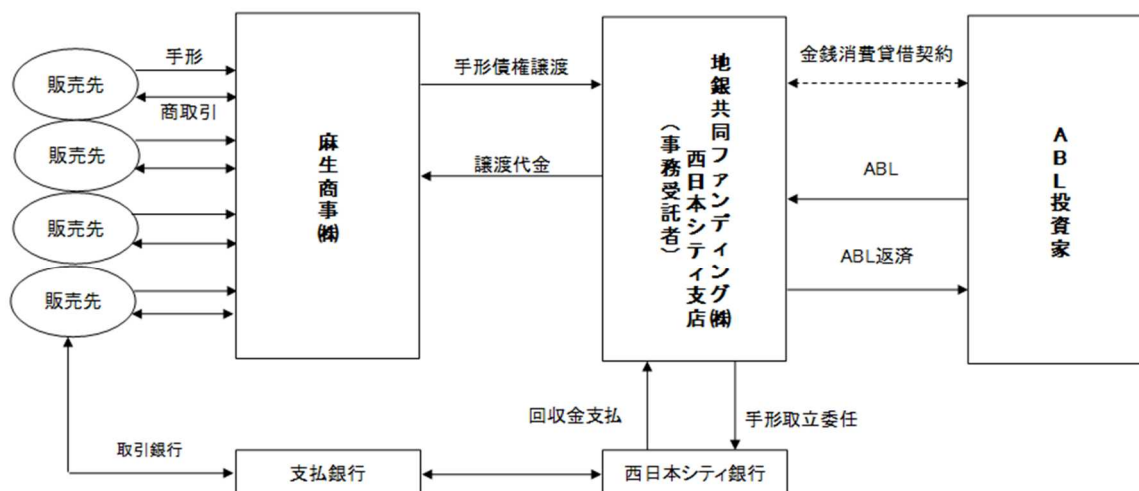 手形
販売先
商取引
販売先
販売先
販売先
麻生商事㈱
手形債権譲渡
譲渡代金
地銀共同ファンディング㈱
西日本シティ支店
（事務受託者）
金銭消費貸借契約
ABL
ABL返済
ABL投資家
回収金支払
手形取立委任
取引銀行
支払銀行
西日本シティ銀行